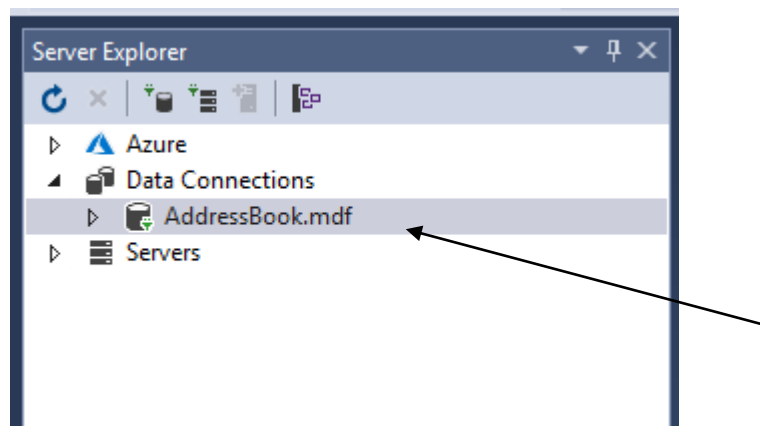 Server Explorer
Azure
Data Connections
AddressBook.mdf
Servers